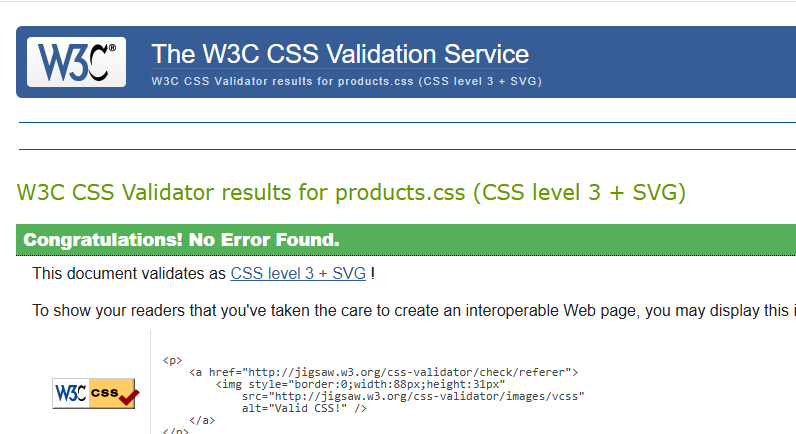 W3C®
The W3C CSS Validation Service
W3C CSS Validator results for products.css (CSS level 3 + SVG)
W3C CSS Validator results for products.css (CSS level 3 + SVG)
Congratulations! No Error Found.
This document validates as CSS level 3 + SVG !
To show your readers that you've taken the care to create an interoperable Web page, you may display this
W3C css
<p>
<a href="http://jigsaw.w3.org/css-validator/check/referer">
<img style="border:0;width:88px;height:31px"
src="http://jigsaw.w3.org/css-validator/images/vcss"
alt="Valid CSS!" />
</a>
</p>